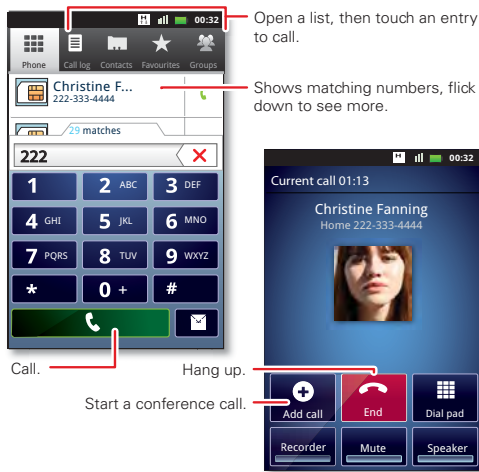 00:32
Open a list, then touch an entry
to call.
Phone Call log Contacts Favourites Groups
Christine F...
222-333-4444
Shows matching numbers, flick
down to see more.
29 matches
222
1 2 ABC 3 DEF
4 GHI 5 JKL 6 MNO
7 PQRS 8 TUV 9 WXYZ
* 0 + #
Call.
00:32
Current call 01:13
Christine Fanning
Home 222-333-4444
Hang up.
Start a conference call.
Add call End Dial pad
Recorder Mute Speaker